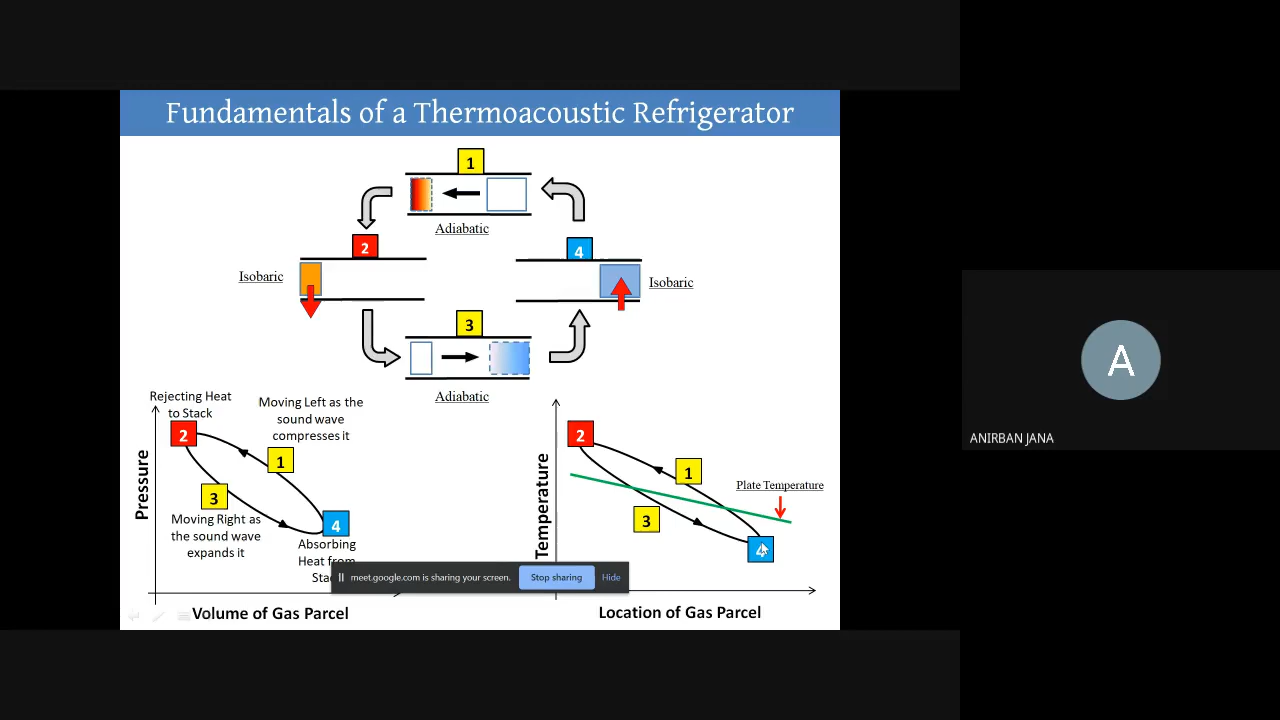 Fundamentals of a Thermoacoustic Refrigerator
1
Adiabatic
2
4
Isobaric
Isobaric
3
Adiabatic
Rejecting Heat
to Stack
Moving Left as the
sound wave
compresses it
2
1
3
4
Moving Right as
the sound wave
expands it
Absorbing
Heat from
Pressure
Volume of Gas Parcel
2
1
3
4
Plate Temperature
Temperature
Location of Gas Parcel
meet.google.com is sharing your screen.
Stop sharing
Hide
A
ANIRBAN JANA